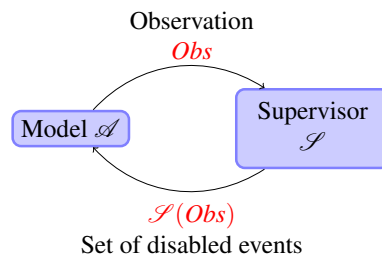 Observation
Obs
Model 𝒜
Supervisor
𝒮
𝒮(Obs)
Set of disabled events